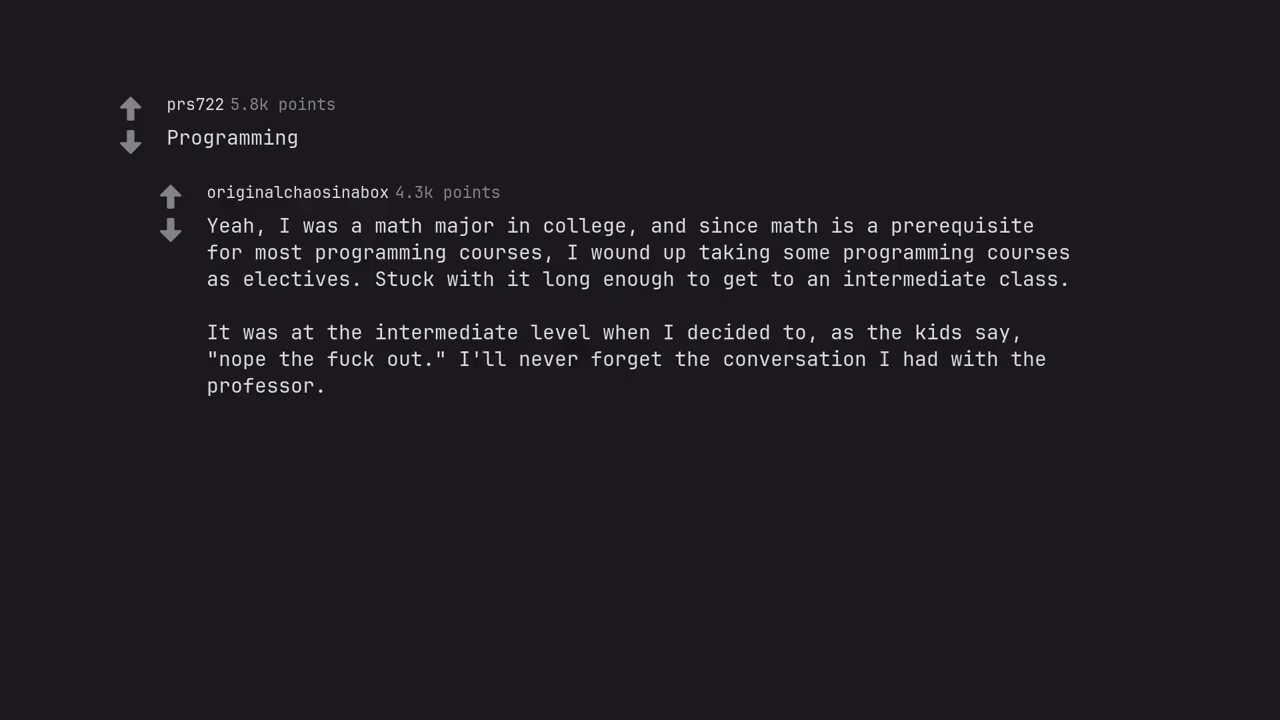 prs722 5.8k points
Programming
originalchaosinabox 4.3k points
Yeah, I was a math major in college, and since math is a prerequisite
for most programming courses, I wound up taking some programming courses
as electives. Stuck with it long enough to get to an intermediate class.
It was at the intermediate level when I decided to, as the kids say,
"nope the fuck out." I'll never forget the conversation I had with the
professor.